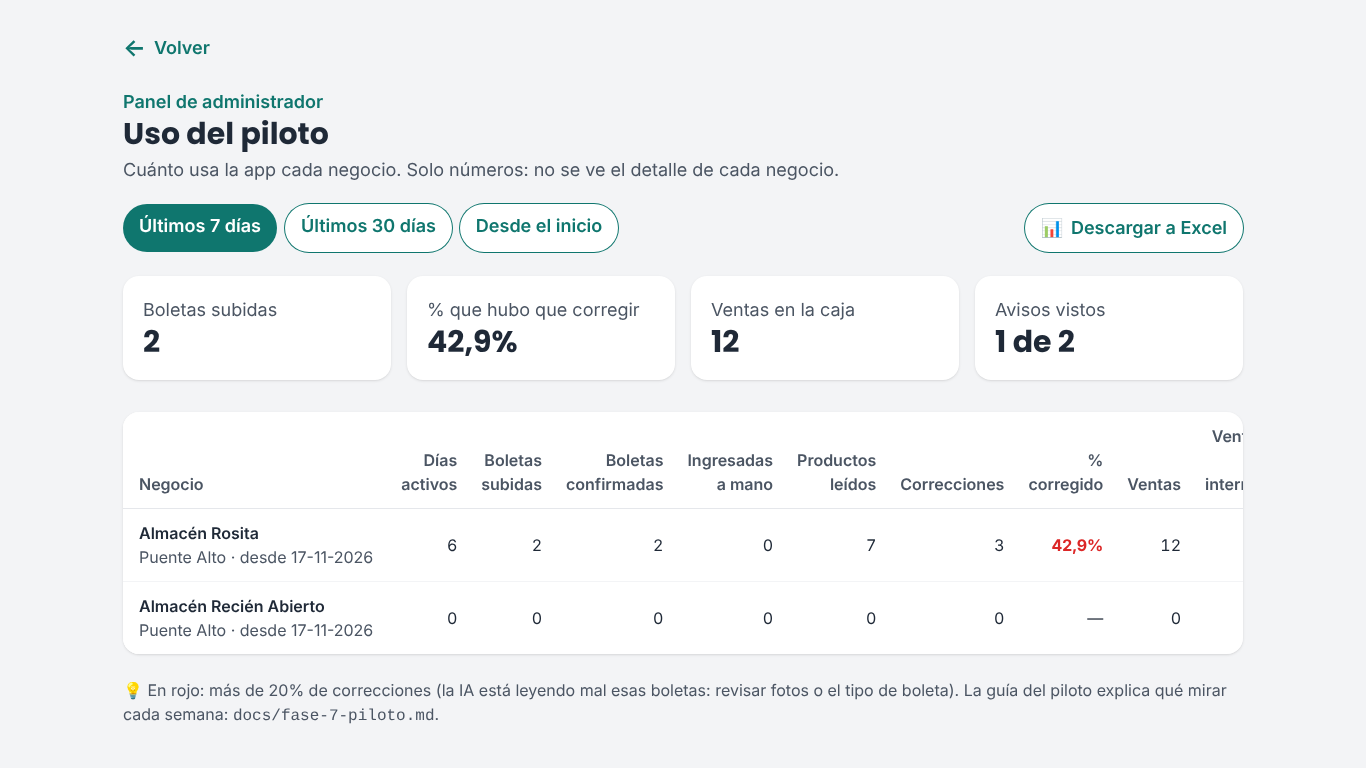 ← Volver
Panel de administrador
Uso del piloto
Cuánto usa la app cada negocio. Solo números: no se ve el detalle de cada negocio.
Últimos 7 días Últimos 30 días Desde el inicio 📊 Descargar a Excel
Boletas subidas % que hubo que corregir Ventas en la caja Avisos vistos
2 42,9% 12 1 de 2
Negocio Días activos Boletas subidas Boletas confirmadas Ingresadas a mano Productos leídos Correcciones % corregido Ventas
Almacén Rosita 6 2 2 0 7 3 42,9% 12
Puente Alto · desde 17-11-2026
Almacén Recién Abierto 0 0 0 0 0 0 — 0
Puente Alto · desde 17-11-2026
💡 En rojo: más de 20% de correcciones (la IA está leyendo mal esas boletas: revisar fotos o el tipo de boleta). La guía del piloto explica qué mirar
cada semana: docs/fase-7-piloto.md.